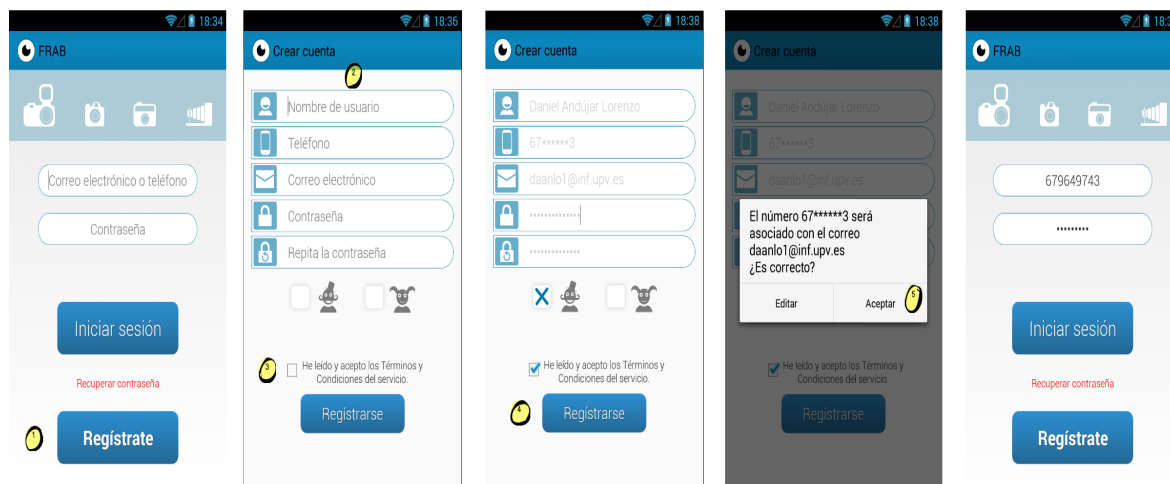 18:34
FRAB
Correo electrónico o teléfono
Contraseña
Iniciar sesión
Recuperar contraseña
1
Regístrate
18:36
Crear cuenta
2
Nombre de usuario
Teléfono
Correo electrónico
Contraseña
Repita la contraseña
3
He leído y acepto los Términos y
Condiciones del servicio.
Regístrarse
18:38
Crear cuenta
Daniel Andújar Lorenzo
67******3
daanlo1@inf.upv.es
He leído y acepto los Términos y
Condiciones del servicio.
4
Regístrarse
18:38
Crear cuenta
Daniel Andújar Lorenzo
67******3
daanlo1@inf.upv.es
El número 67******3 será
asociado con el correo
daanlo1@inf.upv.es
¿Es correcto?
Editar
Aceptar
5
He leído y acepto los Términos y
Condiciones del servicio.
Regístrarse
FRAB
679649743
Iniciar sesión
Recuperar contraseña
Regístrate